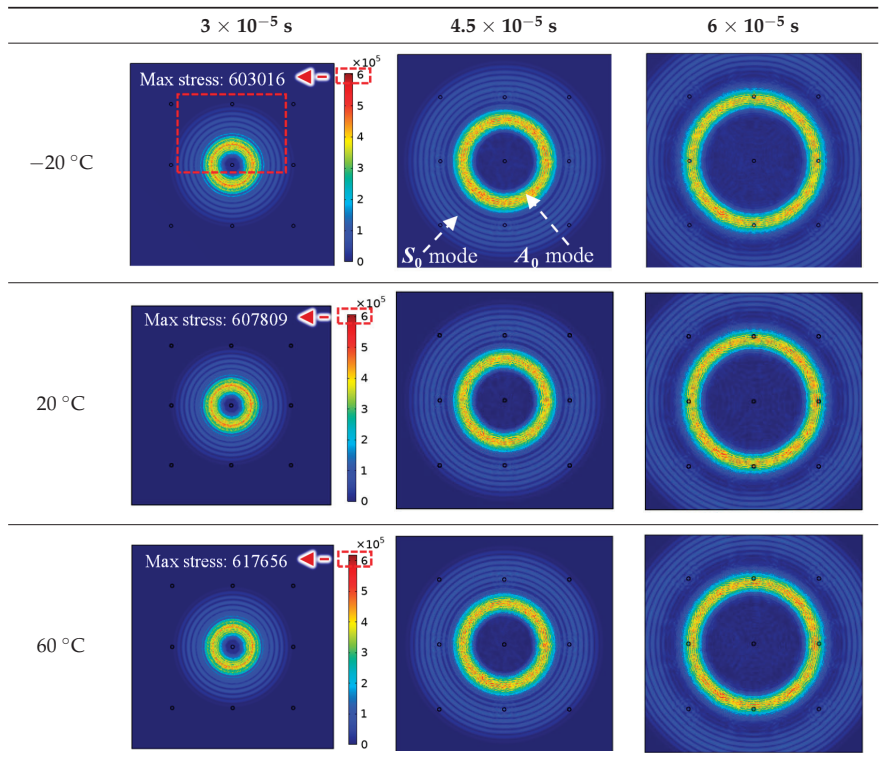 3 × 10⁻⁵ s 4.5 × 10⁻⁵ s 6 × 10⁻⁵ s
−20 °C
Max stress: 603016
×10⁵
6
5
4
3
2
1
0
S₀ mode
A₀ mode
20 °C
Max stress: 607809
×10⁵
6
5
4
3
2
1
0
60 °C
Max stress: 617656
×10⁵
6
5
4
3
2
1
0